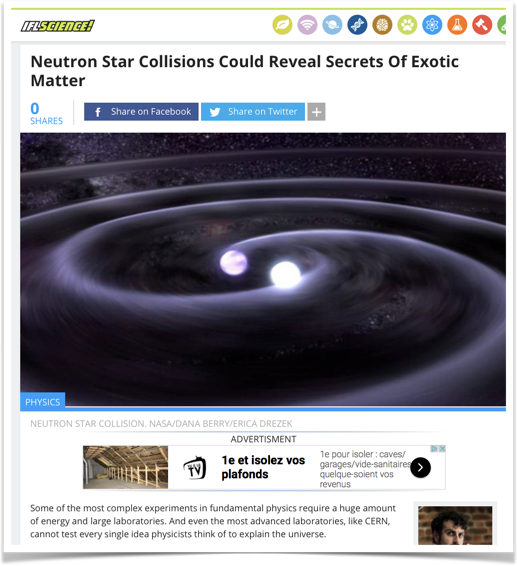 IFLSCIENCE!
Neutron Star Collisions Could Reveal Secrets Of Exotic
Matter
0
SHARES
Share on Facebook
Share on Twitter
+
PHYSICS
NEUTRON STAR COLLISION. NASA/DANA BERRY/ERICA DREZEK
ADVERTISMENT
TV
1e et isolez vos
plafonds
1e pour isoler : caves/
garages/vide-sanitaires
quelque-soient vos
revenus
Some of the most complex experiments in fundamental physics require a huge amount
of energy and large laboratories. And even the most advanced laboratories, like CERN,
cannot test every single idea physicists think of to explain the universe.